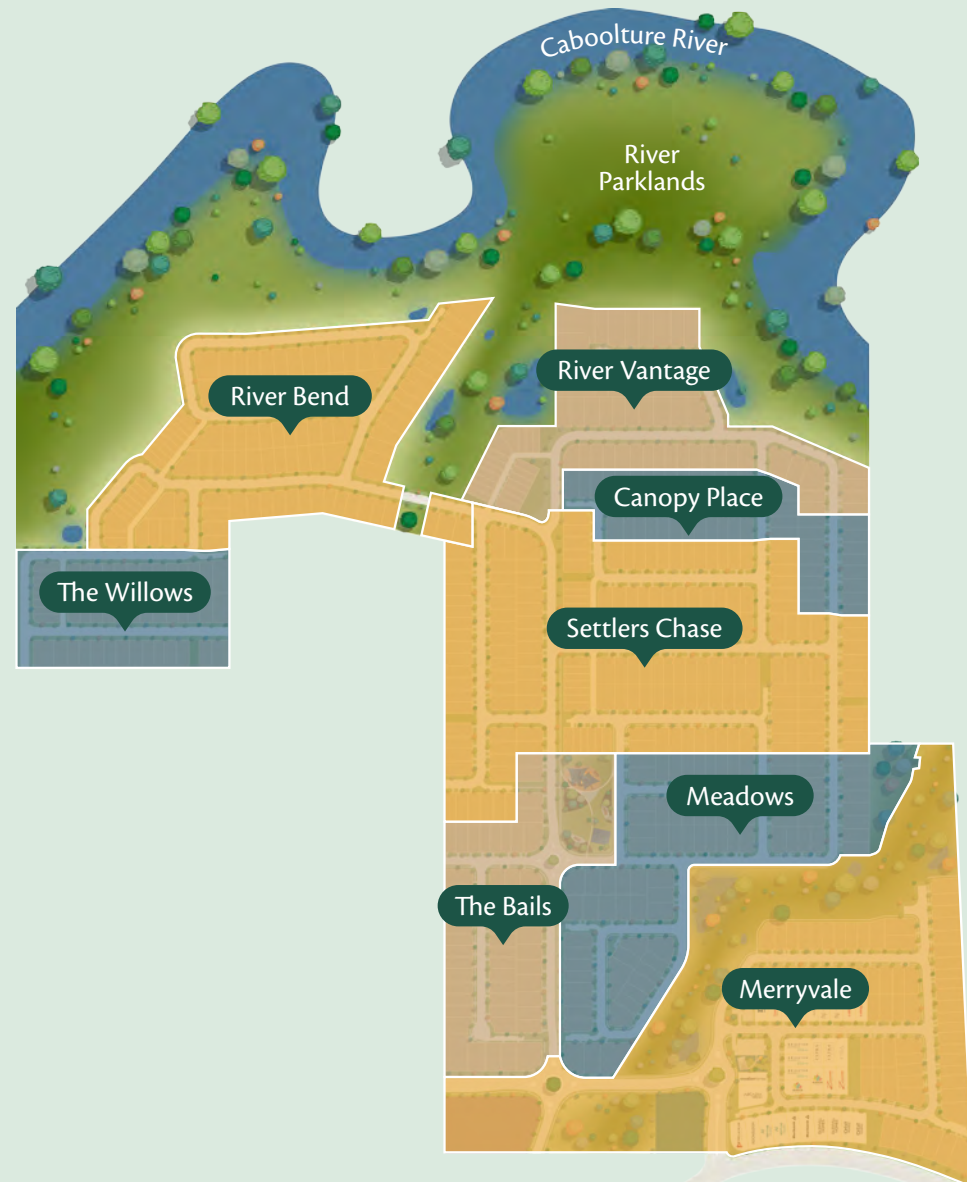 Caboolture River
River
Parklands
River Vantage
River Bend
Canopy Place
The Willows
Settlers Chase
Meadows
The Bails
Merryvale